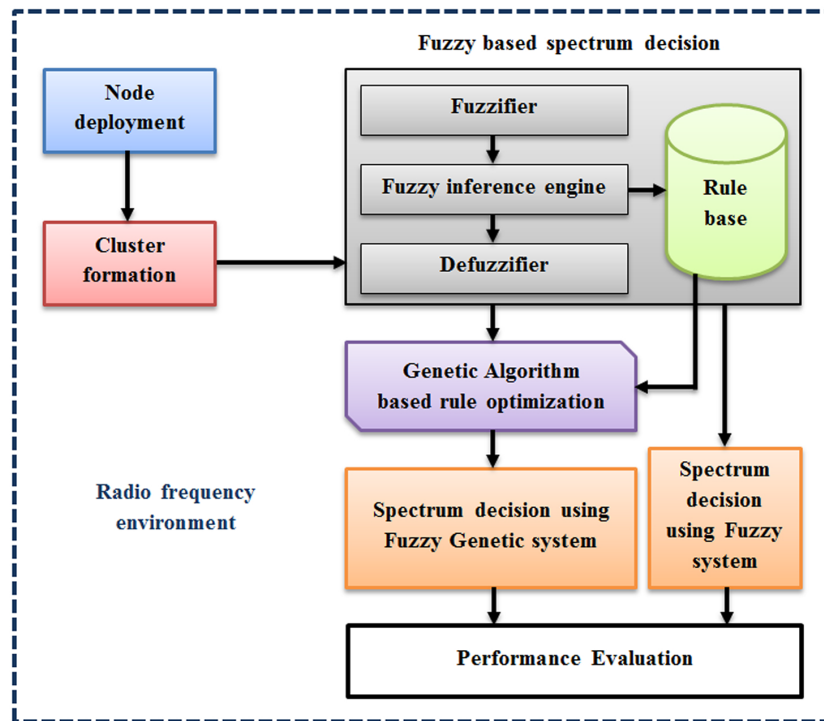 Fuzzy based spectrum decision
Node
deployment
Cluster
formation
Fuzzifier
Fuzzy inference engine
Defuzzifier
Rule
base
Genetic Algorithm
based rule optimization
Spectrum decision using
Fuzzy Genetic system
Spectrum
decision
using Fuzzy
system
Radio frequency
environment
Performance Evaluation